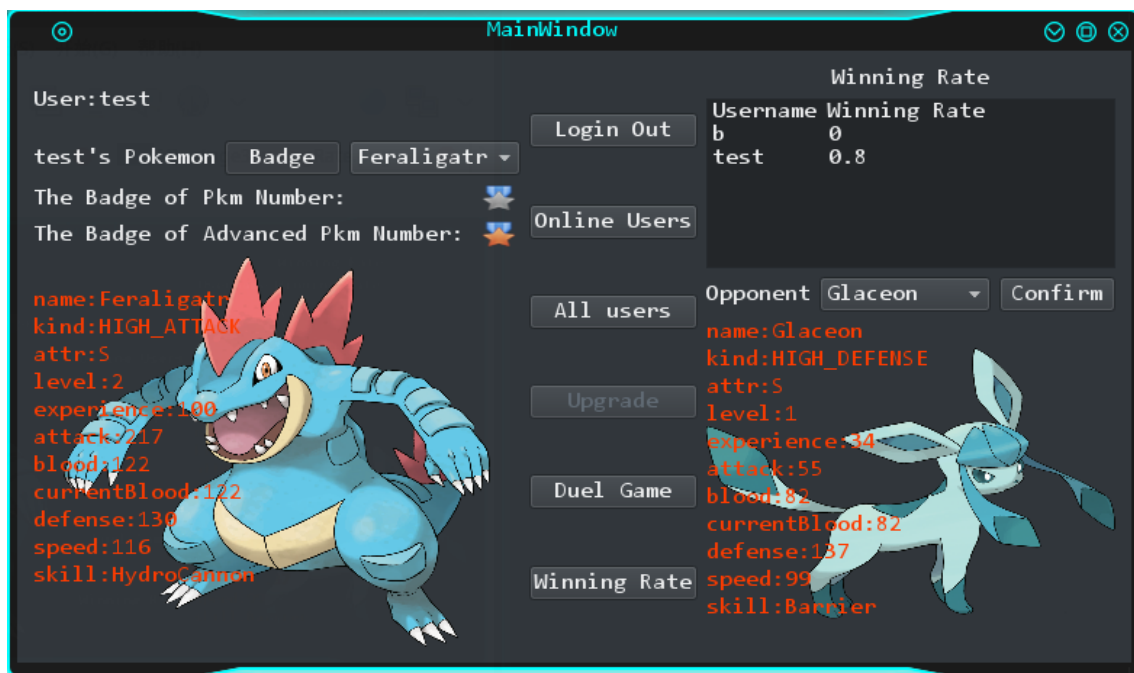 MainWindow
User:test
test's Pokemon Badge Feraligatr
The Badge of Pkm Number:
The Badge of Advanced Pkm Number:
name:Feraligatr
kind:HIGH_ATTACK
attr:S
level:2
experience:100
attack:217
blood:122
currentBlood:122
defense:130
speed:116
skill:HydroCannon
Login Out
Online Users
All users
Upgrade
Duel Game
Winning Rate
Winning Rate
Username Winning Rate
b 0
test 0.8
Opponent Glaceon Confirm
name:Glaceon
kind:HIGH_DEFENSE
attr:S
level:1
experience:34
attack:55
blood:82
currentBlood:82
defense:137
speed:99
skill:Barrier